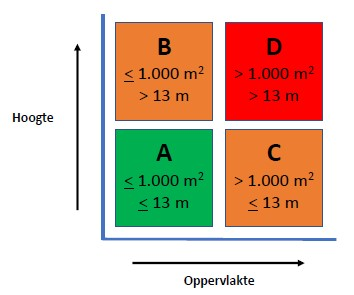 B
≤ 1.000 m²
> 13 m
D
> 1.000 m²
> 13 m
Hoogte
A
≤ 1.000 m²
≤ 13 m
C
> 1.000 m²
≤ 13 m
Oppervlakte